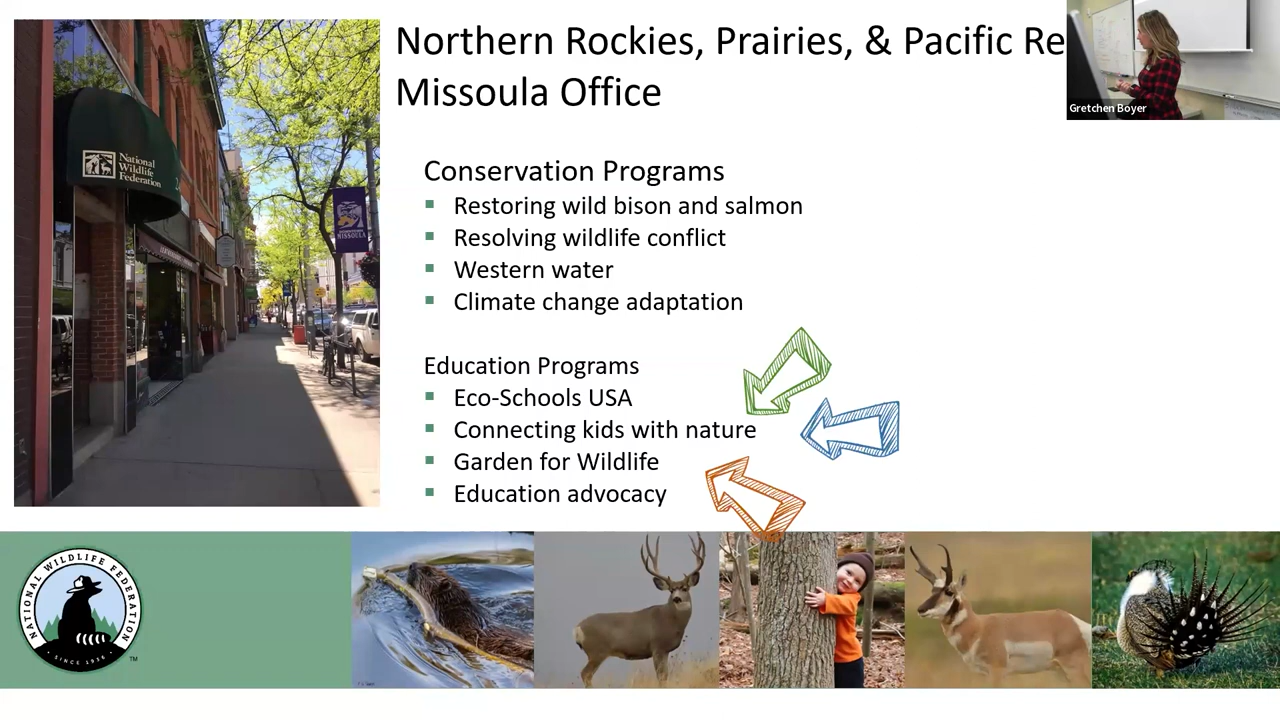 Northern Rockies, Prairies, & Pacific Re
Missoula Office
Gretchen Boyer
National
Wildlife
Federation
MISSOULA
Conservation Programs
Restoring wild bison and salmon
Resolving wildlife conflict
Western water
Climate change adaptation
Education Programs
Eco-Schools USA
Connecting kids with nature
Garden for Wildlife
Education advocacy
NATIONAL WILDLIFE FEDERATION
SINCE 1936
TM